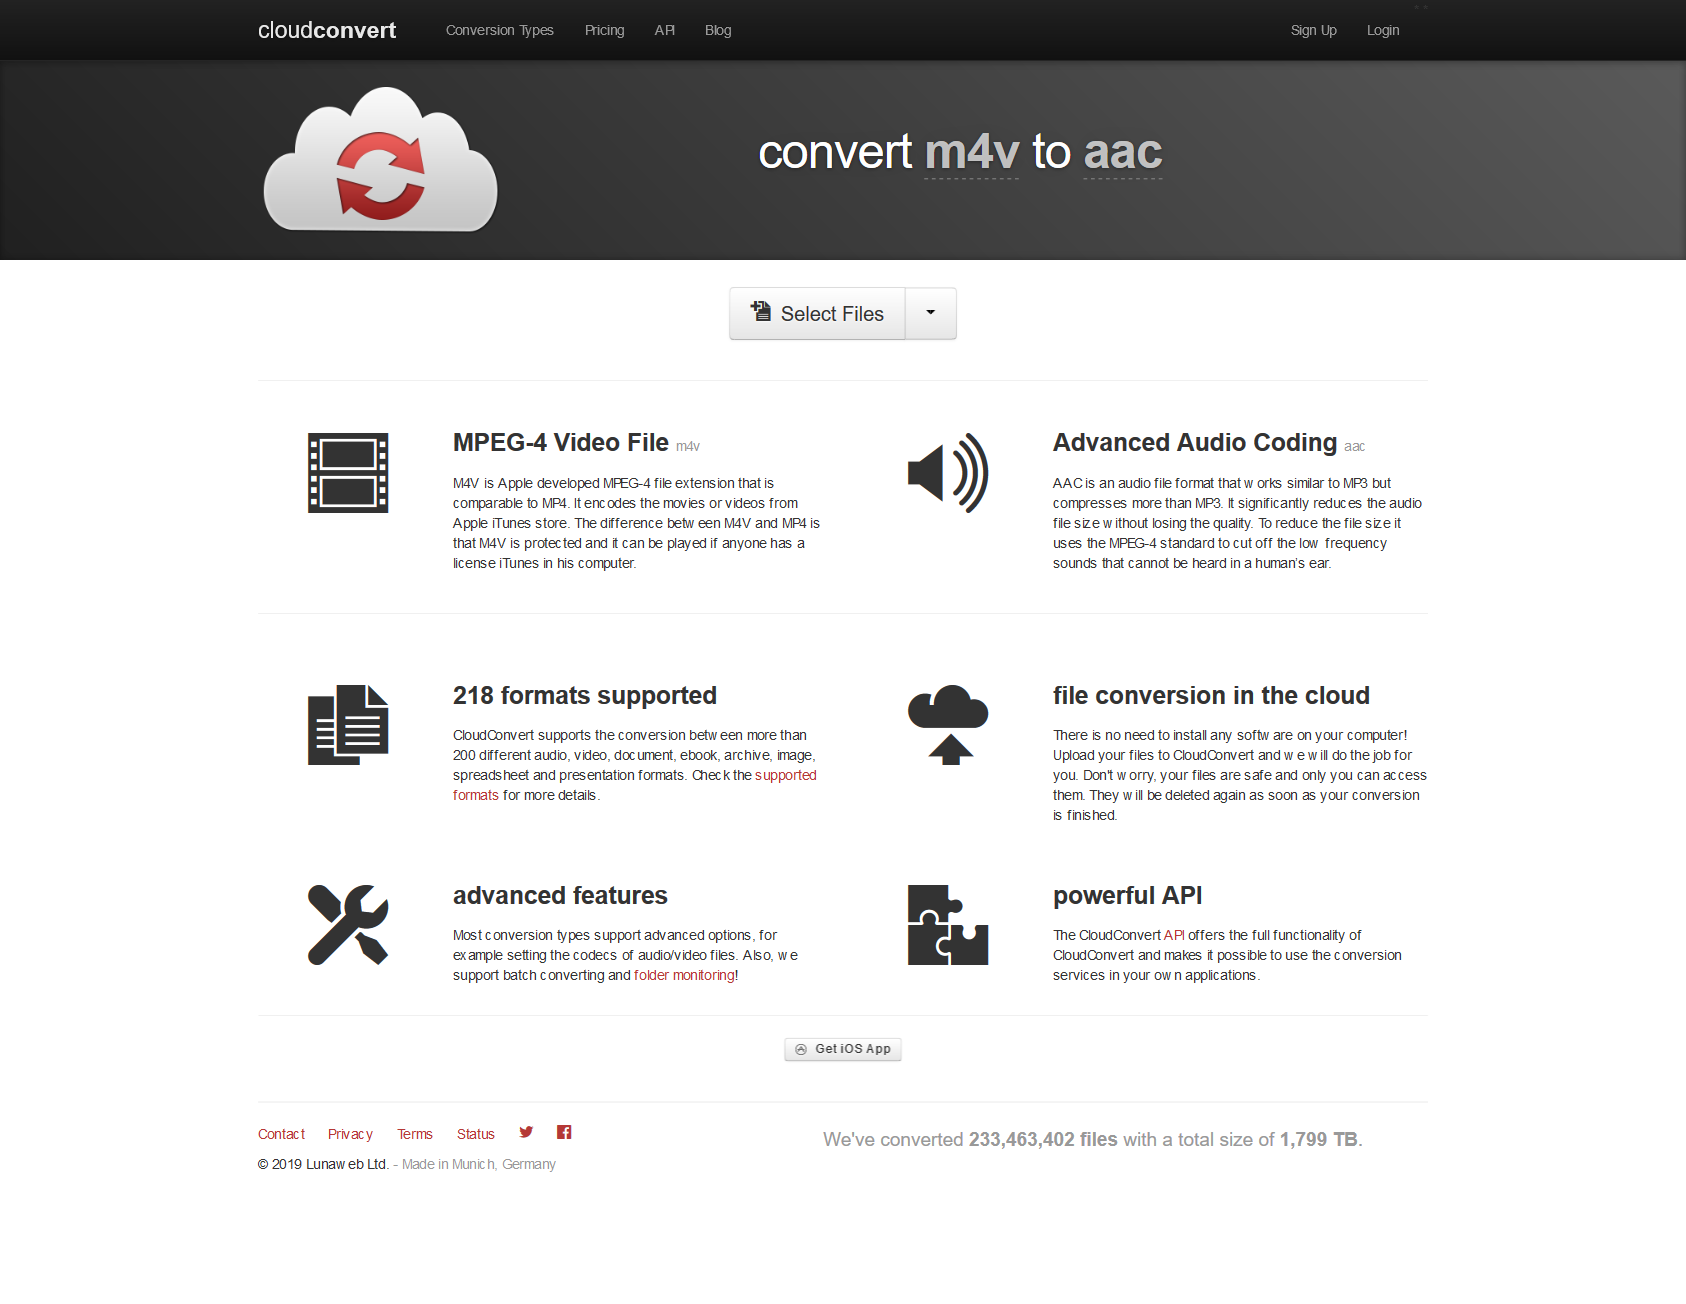 cloudconvert Conversion Types Pricing API Blog Sign Up Login
convert m4v to aac
Select Files
MPEG-4 Video File m4v
M4V is Apple developed MPEG-4 file extension that is
comparable to MP4. It encodes the movies or videos from
Apple iTunes store. The difference between M4V and MP4 is
that M4V is protected and it can be played if anyone has a
license iTunes in his computer.
Advanced Audio Coding aac
AAC is an audio file format that works similar to MP3 but
compresses more than MP3. It significantly reduces the audio
file size without losing the quality. To reduce the file size it
uses the MPEG-4 standard to cut off the low frequency
sounds that cannot be heard in a human's ear.
218 formats supported
CloudConvert supports the conversion between more than
200 different audio, video, document, ebook, archive, image,
spreadsheet and presentation formats. Check the supported
formats for more details.
file conversion in the cloud
There is no need to install any software on your computer!
Upload your files to CloudConvert and we will do the job for
you. Don't worry, your files are safe and only you can access
them. They will be deleted again as soon as your conversion
is finished.
advanced features
Most conversion types support advanced options, for
example setting the codecs of audio/video files. Also, we
support batch converting and folder monitoring!
powerful API
The CloudConvert API offers the full functionality of
CloudConvert and makes it possible to use the conversion
services in your own applications.
Get iOS App
Contact Privacy Terms Status
© 2019 Lunaweb Ltd. - Made in Munich, Germany
We've converted 233,463,402 files with a total size of 1,799 TB.